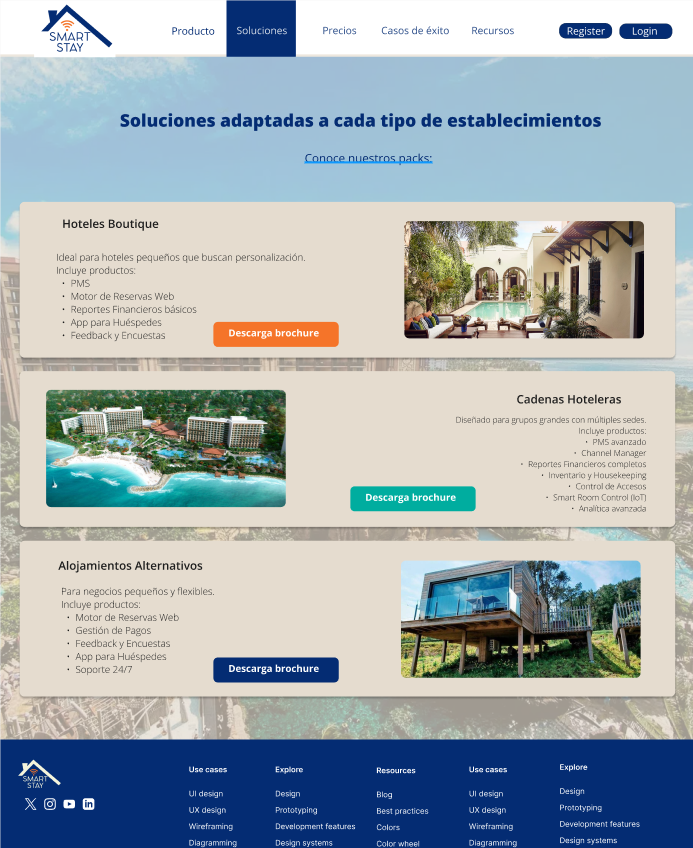 SMART
STAY
Producto
Soluciones
Precios
Casos de éxito
Recursos
Register
Login
Soluciones adaptadas a cada tipo de establecimientos
Conoce nuestros packs:
Hoteles Boutique
Ideal para hoteles pequeños que buscan personalización.
Incluye productos:
• PMS
• Motor de Reservas Web
• Reportes Financieros básicos
• App para Huéspedes
• Feedback y Encuestas
Descarga brochure
Cadenas Hoteleras
Diseñado para grupos grandes con múltiples sedes.
Incluye productos:
• PMS avanzado
• Channel Manager
• Reportes Financieros completos
• Inventario y Housekeeping
• Control de Accesos
• Smart Room Control (IoT)
• Analítica avanzada
Descarga brochure
Alojamientos Alternativos
Para negocios pequeños y flexibles.
Incluye productos:
• Motor de Reservas Web
• Gestión de Pagos
• Feedback y Encuestas
• App para Huéspedes
• Soporte 24/7
Descarga brochure
SMART
STAY
Use cases
UI design
UX design
Wireframing
Diagramming
Explore
Design
Prototyping
Development features
Design systems
Resources
Blog
Best practices
Colors
Color wheel
Use cases
UI design
UX design
Wireframing
Diagramming
Explore
Design
Prototyping
Development features
Design systems